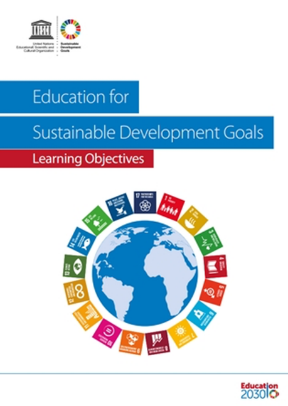 United Nations
Educational, Scientific and
Cultural Organization
Sustainable
Development
Goals
Education for
Sustainable Development Goals
Learning Objectives
Education
2030